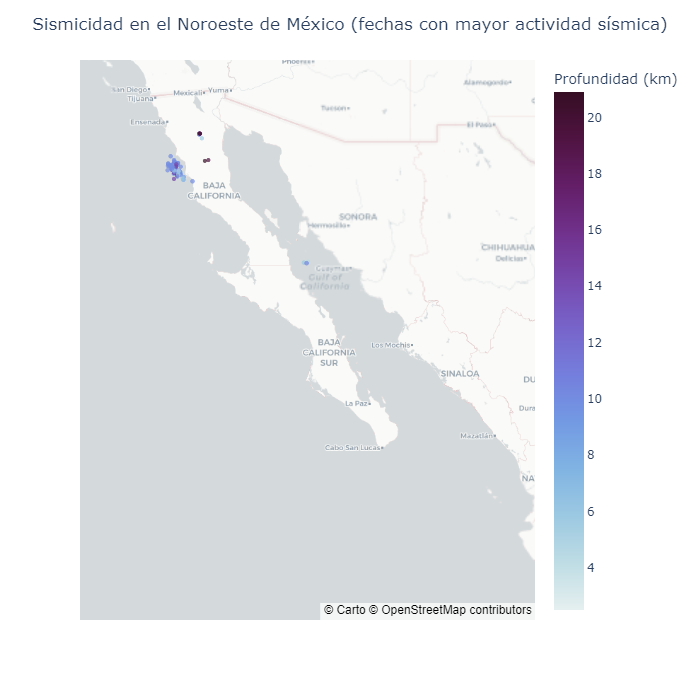 Sismicidad en el Noroeste de México (fechas con mayor actividad sísmica)
Profundidad (km)
Phoenix
San Diego
Mexicali
Yuma
Tijuana
Alamogordo
Tucson
Ensenada
El Paso
20
18
BAJA
CALIFORNIA
SONORA
Hermosillo
16
CHIHUAHUA
Delicias
Guaymas
Gulf of
California
14
BAJA
CALIFORNIA
SUR
Los Mochis
12
SINALOA
DU
10
La Paz
Dura
Mazatlán
Cabo San Lucas
8
NA
6
4
© Carto © OpenStreetMap contributors